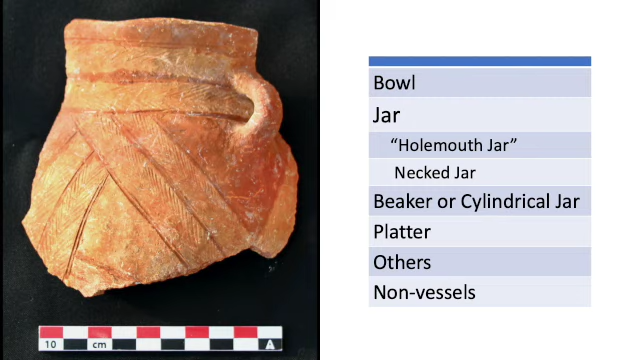 10 cm A
Bowl
Jar
“Holemouth Jar”
Necked Jar
Beaker or Cylindrical Jar
Platter
Others
Non-vessels